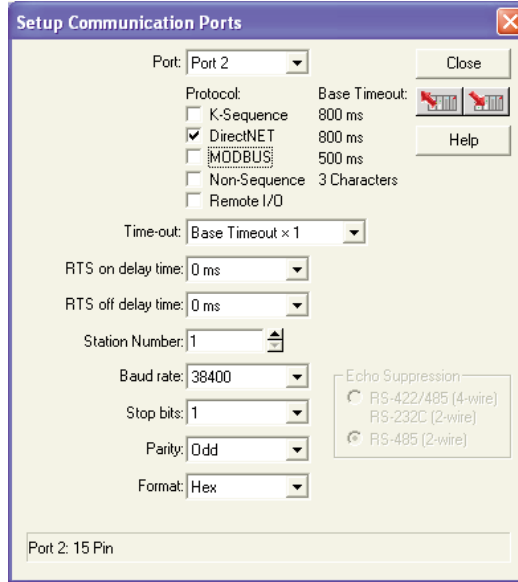 Setup Communication Ports
Port: Port 2
Close
Protocol: Base Timeout:
K-Sequence 800 ms
DirectNET 800 ms
Help
MODBUS 500 ms
Non-Sequence 3 Characters
Remote I/O
Time-out: Base Timeout × 1
RTS on delay time: 0 ms
RTS off delay time: 0 ms
Station Number: 1
Baud rate: 38400
Echo Suppression
RS-422/485 (4-wire)
RS-232C (2-wire)
Stop bits: 1
RS-485 (2-wire)
Parity: Odd
Format: Hex
Port 2: 15 Pin